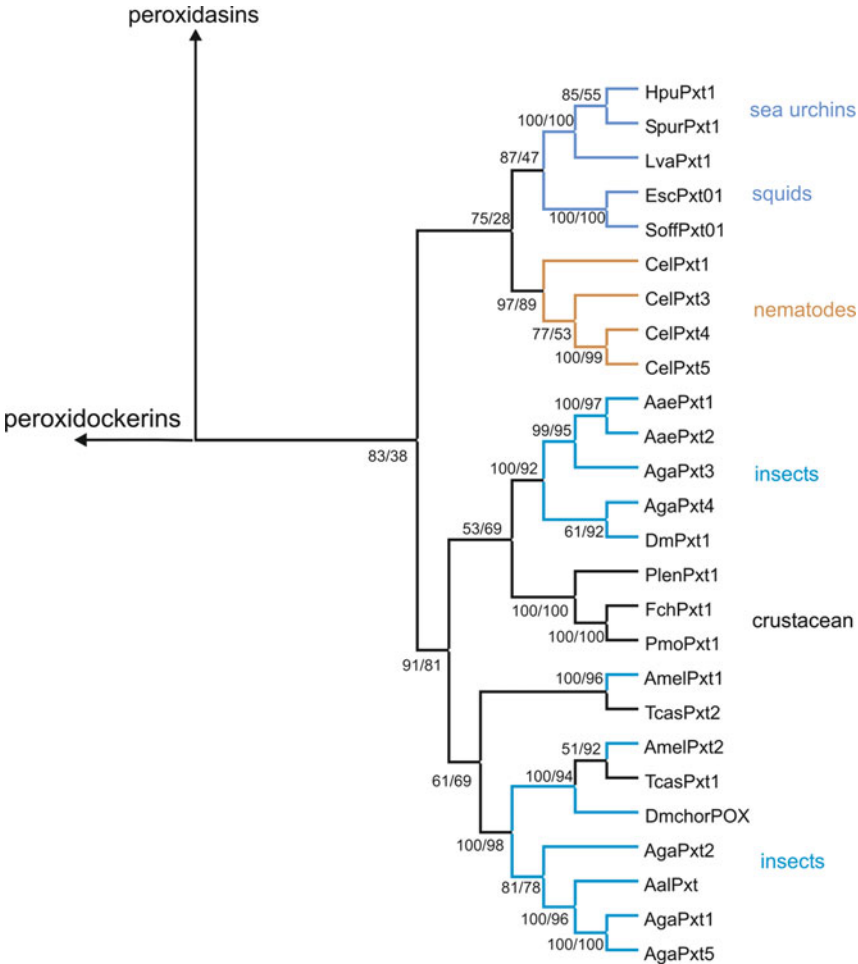 peroxidasins
85/55
HpuPxt1
sea urchins
100/100
SpurPxt1
87/47
LvaPxt1
EscPxt01
squids
75/28
100/100
SoffPxt01
CelPxt1
97/89
CelPxt3
nematodes
77/53
CelPxt4
100/99
CelPxt5
100/97
AaePxt1
peroxidockerins
99/95
AaePxt2
83/38
100/92
AgaPxt3
insects
AgaPxt4
53/69
61/92
DmPxt1
PlenPxt1
100/100
FchPxt1
crustacean
100/100
PmoPxt1
91/81
100/96
AmelPxt1
TcasPxt2
51/92
AmelPxt2
61/69
100/94
TcasPxt1
DmchorPOX
100/98
AgaPxt2
insects
81/78
AalPxt
100/96
AgaPxt1
100/100
AgaPxt5